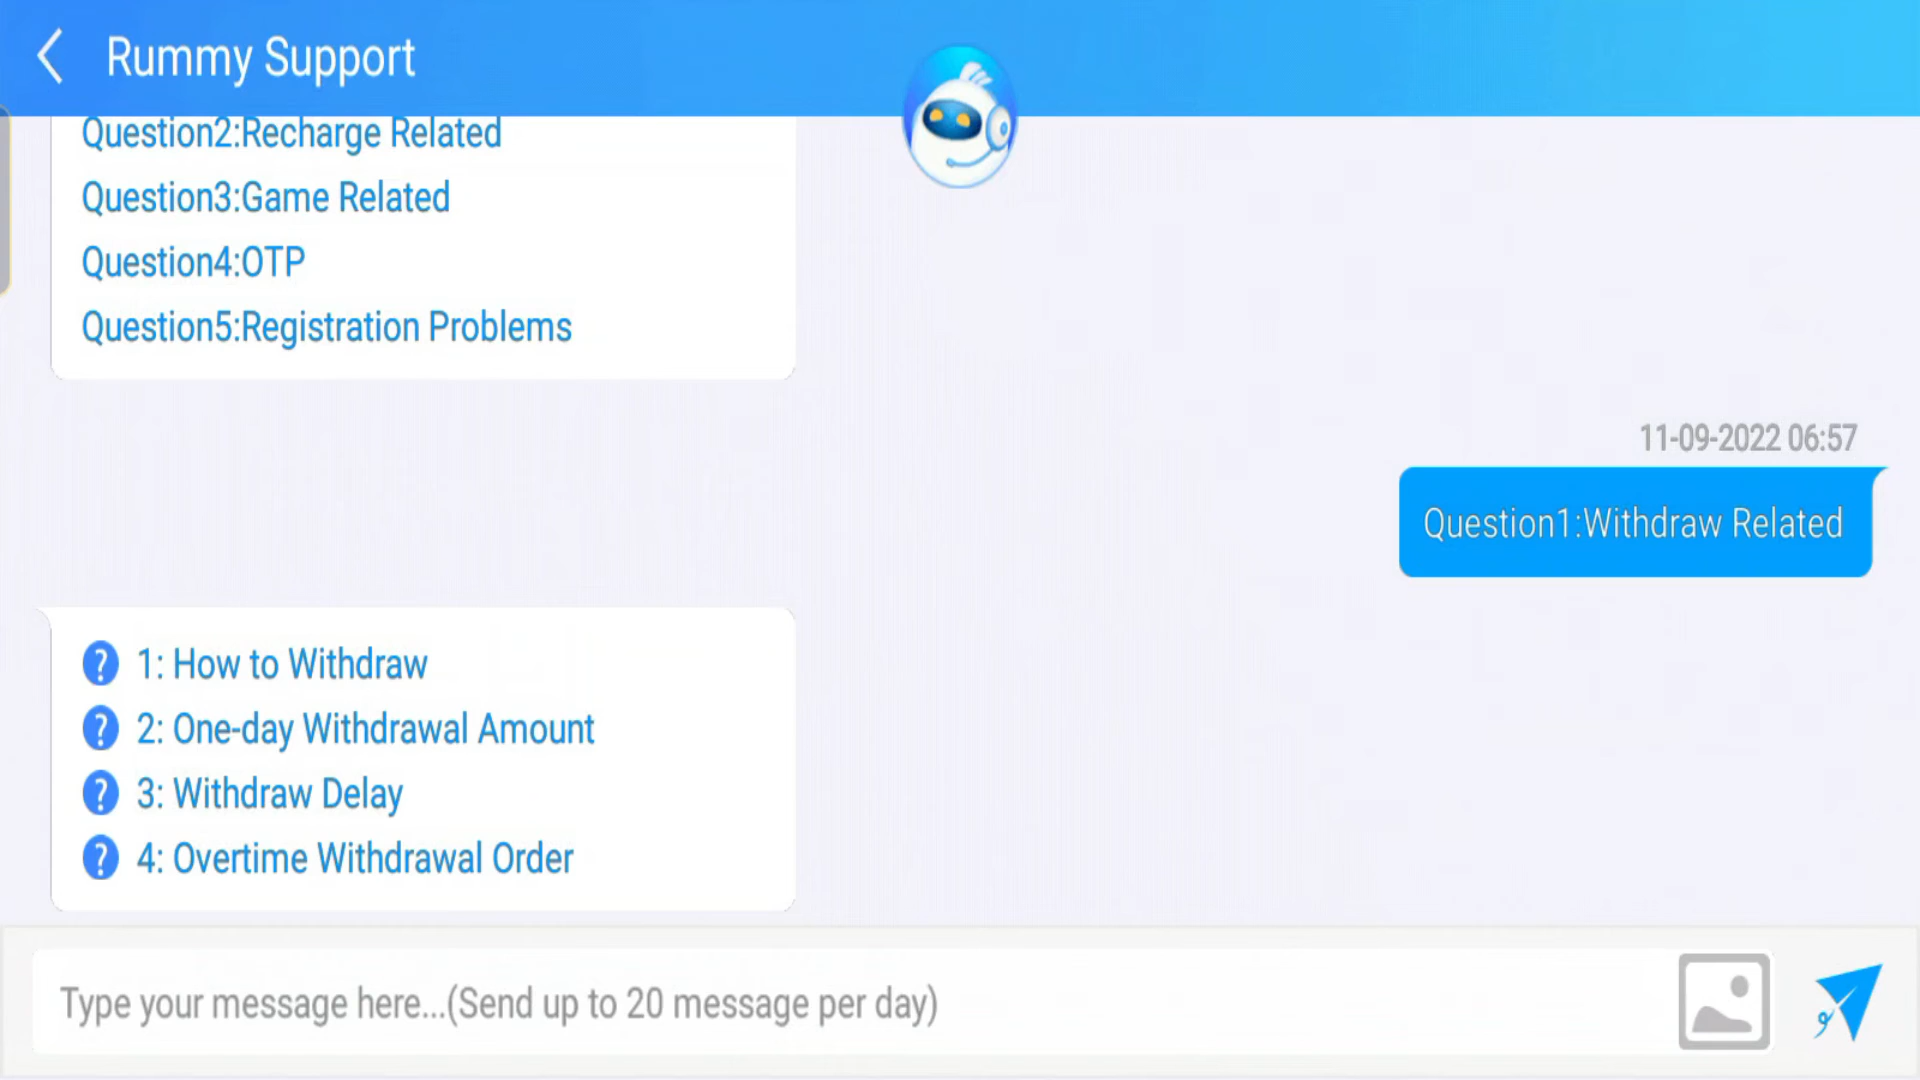 Rummy Support
Question2:Recharge Related
Question3:Game Related
Question4:OTP
Question5:Registration Problems
11-09-2022 06:57
Question1:Withdraw Related
? 1: How to Withdraw
? 2: One-day Withdrawal Amount
? 3: Withdraw Delay
? 4: Overtime Withdrawal Order
Type your message here...(Send up to 20 message per day)